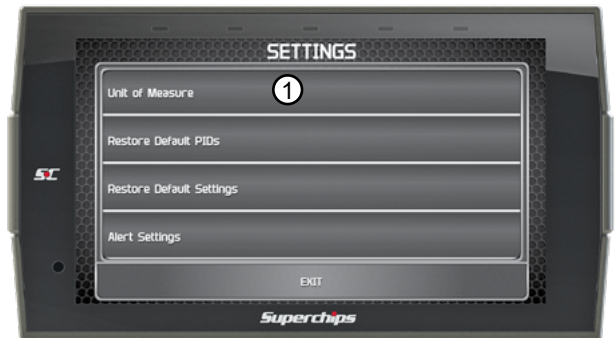 SETTINGS
Unit of Measure
1
Restore Default PIDs
Restore Default Settings
Alert Settings
EXIT
SC
Superchips